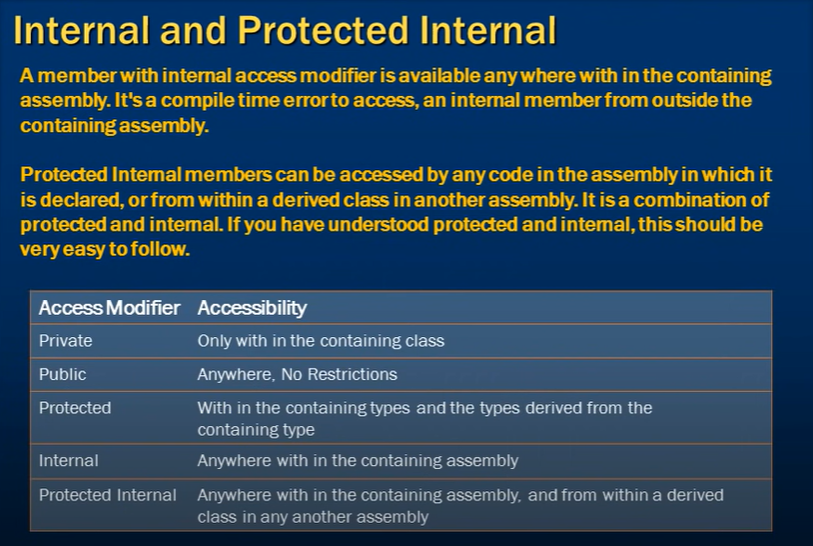 Internal and Protected Internal
A member with internal access modifier is available any where with in the containing
assembly. It's a compile time error to access, an internal member from outside the
containing assembly.
Protected Internal members can be accessed by any code in the assembly in which it
is declared, or from within a derived class in another assembly. It is a combination of
protected and internal. If you have understood protected and internal, this should be
very easy to follow.
Access Modifier Accessibility
Private Only with in the containing class
Public Anywhere, No Restrictions
Protected With in the containing types and the types derived from the
containing type
Internal Anywhere with in the containing assembly
Protected Internal Anywhere with in the containing assembly, and from within a derived
class in any another assembly